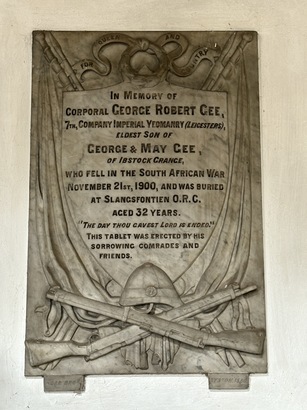 FOR QUEEN AND COUNTRY
IN MEMORY OF
CORPORAL GEORGE ROBERT GEE,
7TH, COMPANY IMPERIAL YEOMANRY (LEICESTERS),
ELDEST SON OF
GEORGE & MAY GEE,
OF IBSTOCK GRANGE,
WHO FELL IN THE SOUTH AFRICAN WAR
NOVEMBER 21ST, 1900, AND WAS BURIED
AT SLANGSFONTIEN O.R.C.
AGED 32 YEARS.
"THE DAY THOU GAVEST LORD IS ENDED."
THIS TABLET WAS ERECTED BY HIS
SORROWING COMRADES AND
FRIENDS.